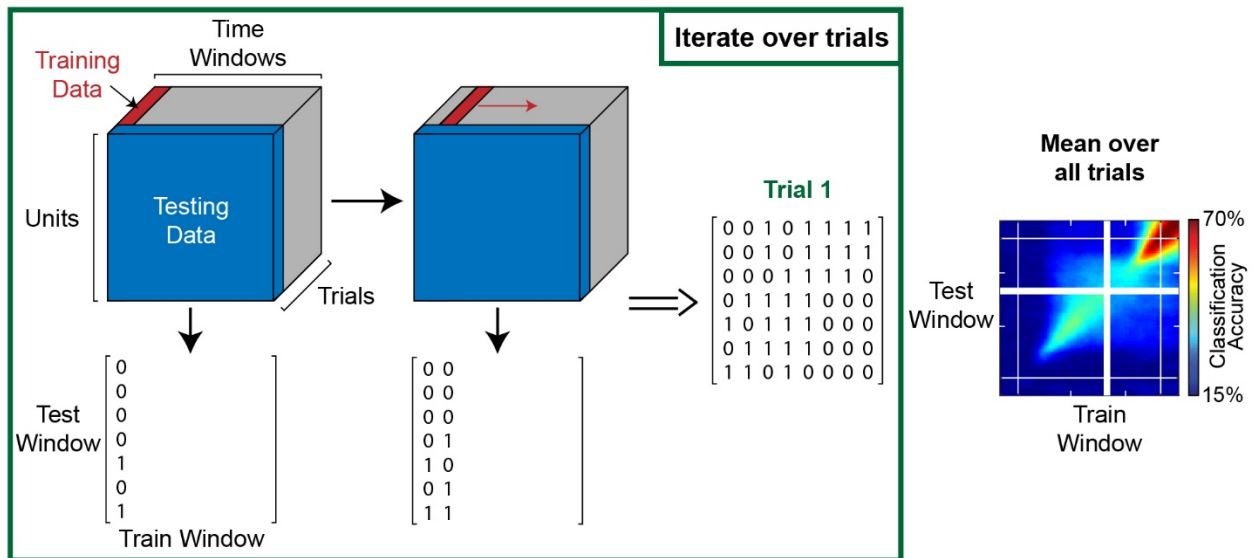 Iterate over trials
Time
Windows
Training
Data
Units
Testing
Data
Trials
Test
Window
0
0
0
0
1
0
1
Train Window
0 0
0 0
0 0
0 1
1 0
0 1
1 1
Trial 1
0 0 1 0 1 1 1 1
0 0 1 0 1 1 1 1
0 0 0 1 1 1 1 0
0 1 1 1 1 0 0 0
1 0 1 1 1 0 0 0
0 1 1 1 1 0 0 0
1 1 0 1 0 0 0 0
Mean over
all trials
Test
Window
Train
Window
70%
15%
Classification
Accuracy